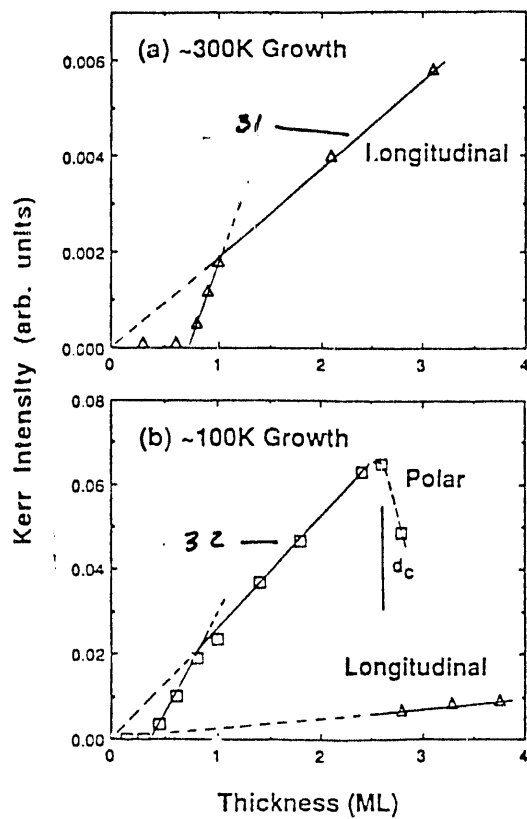 (a) ~300K Growth
0.006
0.004
0.002
0.000
31
Longitudinal
0
1
2
3
4
(b) ~100K Growth
0.08
0.06
0.04
0.02
0.00
Polar
32
dc
Longitudinal
0
1
2
3
4
Kerr Intensity (arb. units)
Thickness (ML)